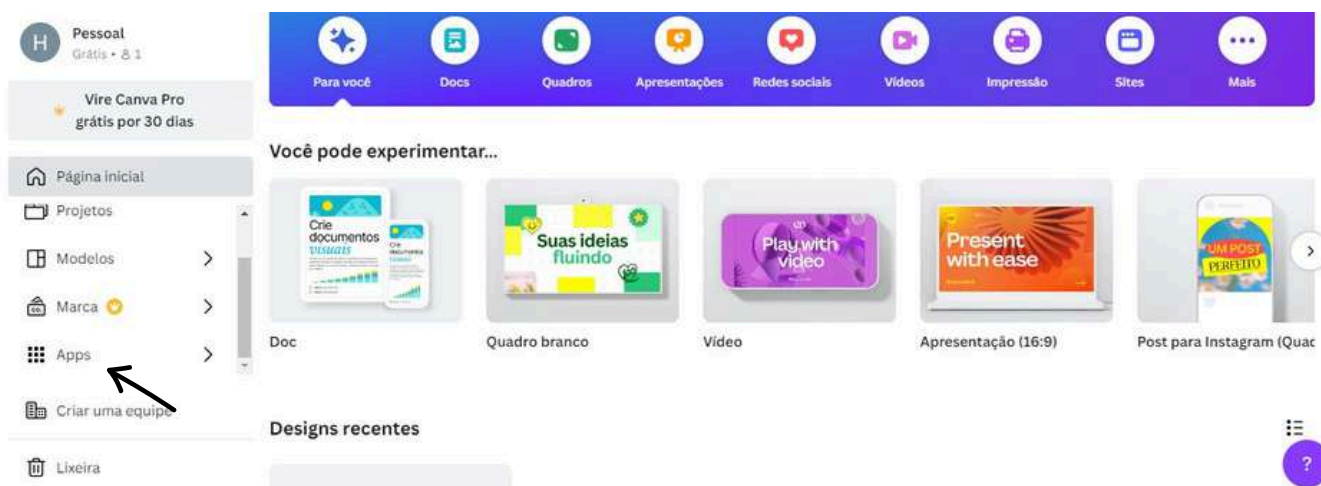 H
Pessoal
Grátis • 1
Vire Canva Pro
grátis por 30 dias
Página inicial
Projetos
Modelos
Marca
CO.
Apps
Criar uma equipe
Lixeira
Para você
Docs
Quadros
Apresentações
Redes sociais
Vídeos
Impressão
Sites
Mais
Você pode experimentar...
Crie
documentos
visuais
Suas ideias
fluindo
Play with
video
Present
with ease
UM POST
PERFEITO
Doc
Quadro branco
Vídeo
Apresentação (16:9)
Post para Instagram (Quac
Designs recentes
?